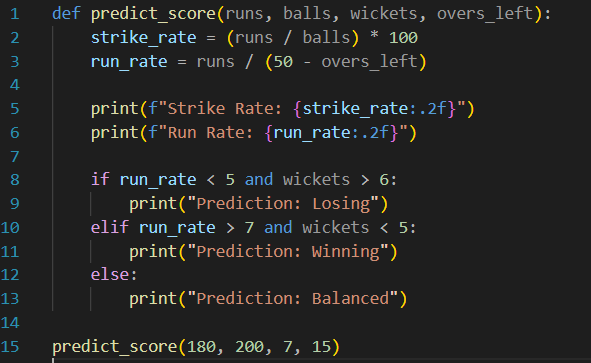 1 def predict_score(runs, balls, wickets, overs_left):
2     strike_rate = (runs / balls) * 100
3     run_rate = runs / (50 - overs_left)
4
5     print(f"Strike Rate: {strike_rate:.2f}")
6     print(f"Run Rate: {run_rate:.2f}")
7
8     if run_rate < 5 and wickets > 6:
9         print("Prediction: Losing")
10     elif run_rate > 7 and wickets < 5:
11         print("Prediction: Winning")
12     else:
13         print("Prediction: Balanced")
14
15 predict_score(180, 200, 7, 15)